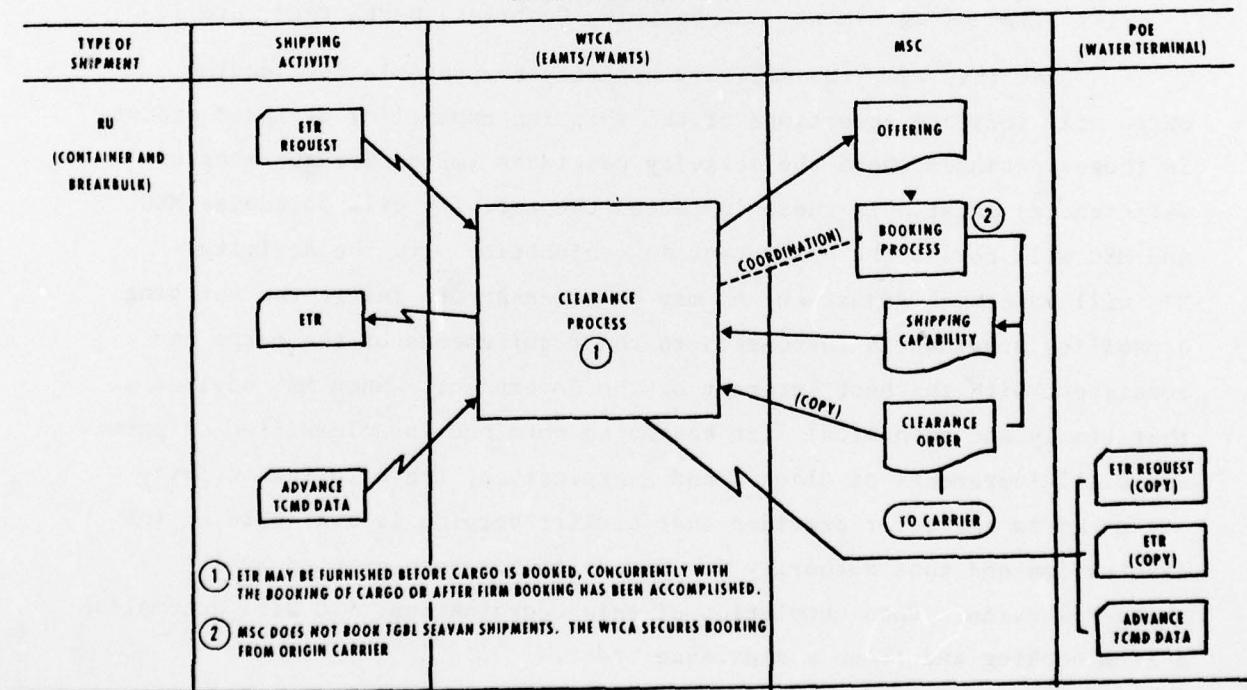 TYPE OF
SHIPMENT
SHIPPING
ACTIVITY
WTCA
(EAMTS/WAMTS)
MSC
POE
(WATER TERMINAL)
RU
(CONTAINER AND
BREAKBULK)
ETR
REQUEST
ETR
ADVANCE
TCMD DATA
CLEARANCE
PROCESS
1
COORDINATION)
(COPY)
OFFERING
BOOKING
PROCESS
2
SHIPPING
CAPABILITY
CLEARANCE
ORDER
TO CARRIER
ETR REQUEST
(COPY)
ETR
(COPY)
ADVANCE
TCMD DATA
1 ETR MAY BE FURNISHED BEFORE CARGO IS BOOKED, CONCURRENTLY WITH
THE BOOKING OF CARGO OR AFTER FIRM BOOKING HAS BEEN ACCOMPLISHED.
2 MSC DOES NOT BOOK TGBL SEAVAN SHIPMENTS. THE WTCA SECURES BOOKING
FROM ORIGIN CARRIER